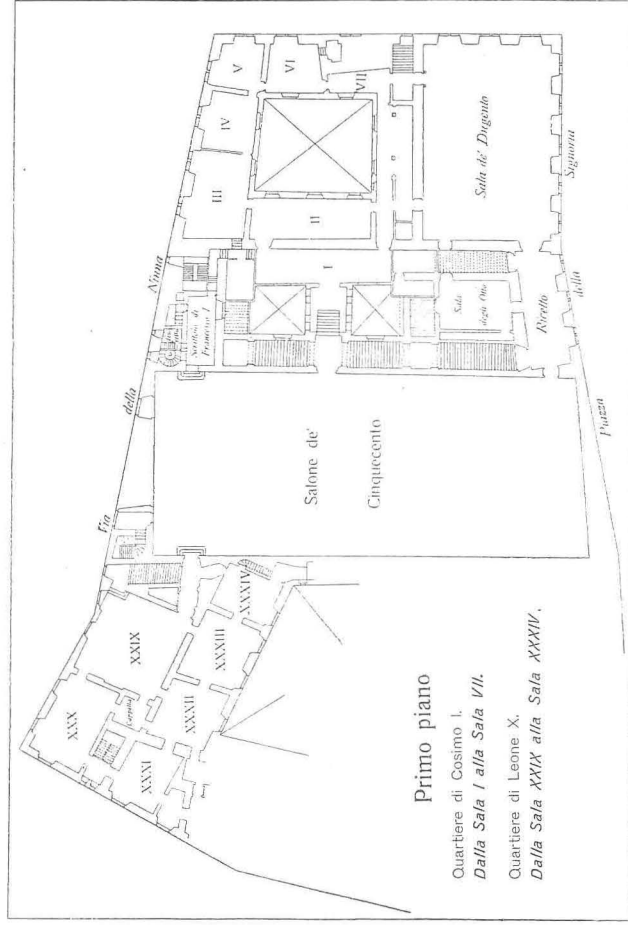 Primo piano
Quartiere di Cosimo I.
Dalla Sala I alla Sala VII.
Quartiere di Leone X.
Dalla Sala XXIX alla Sala XXXIV.
Via
della
Ninna
Piazza
della
Signoria
XXX
XXIX
XXXI
Cappella
XXXII
XXXIII
XXXIV
Salone de'
Cinquecento
Francesco I
I
II
III
IV
V
VI
VII
Sala
degli Otto
Ricetto
Sala de' Dugento